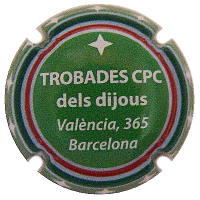 TROBADES CPC
dels dijous
València, 365
Barcelona